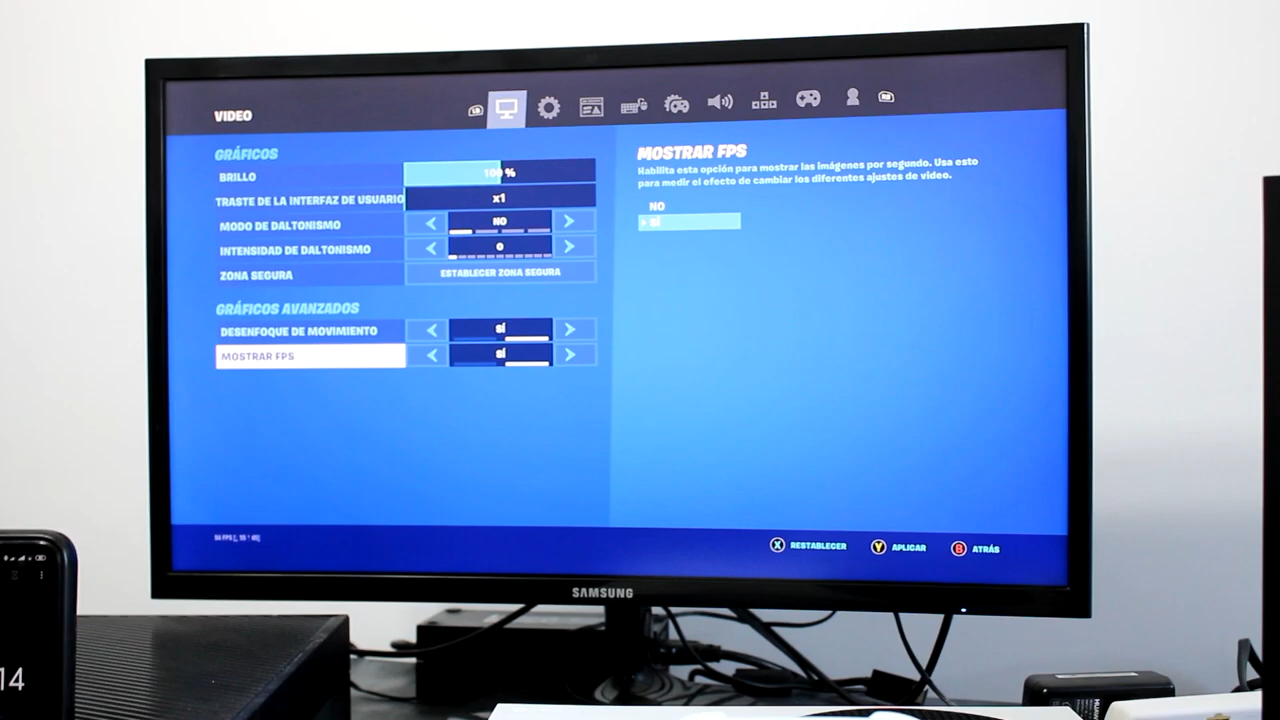 VIDEO
LB
RB
GRÁFICOS
BRILLO
100 %
TRASTE DE LA INTERFAZ DE USUARIO
x1
MODO DE DALTONISMO
NO
INTENSIDAD DE DALTONISMO
0
ZONA SEGURA
ESTABLECER ZONA SEGURA
GRÁFICOS AVANZADOS
DESENFOQUE DE MOVIMIENTO
SÍ
MOSTRAR FPS
SÍ
MOSTRAR FPS
Habilita esta opción para mostrar las imágenes por segundo. Usa esto
para medir el efecto de cambiar los diferentes ajustes de video.
NO
SÍ
X RESTABLECER
Y APLICAR
B ATRÁS
SAMSUNG
14